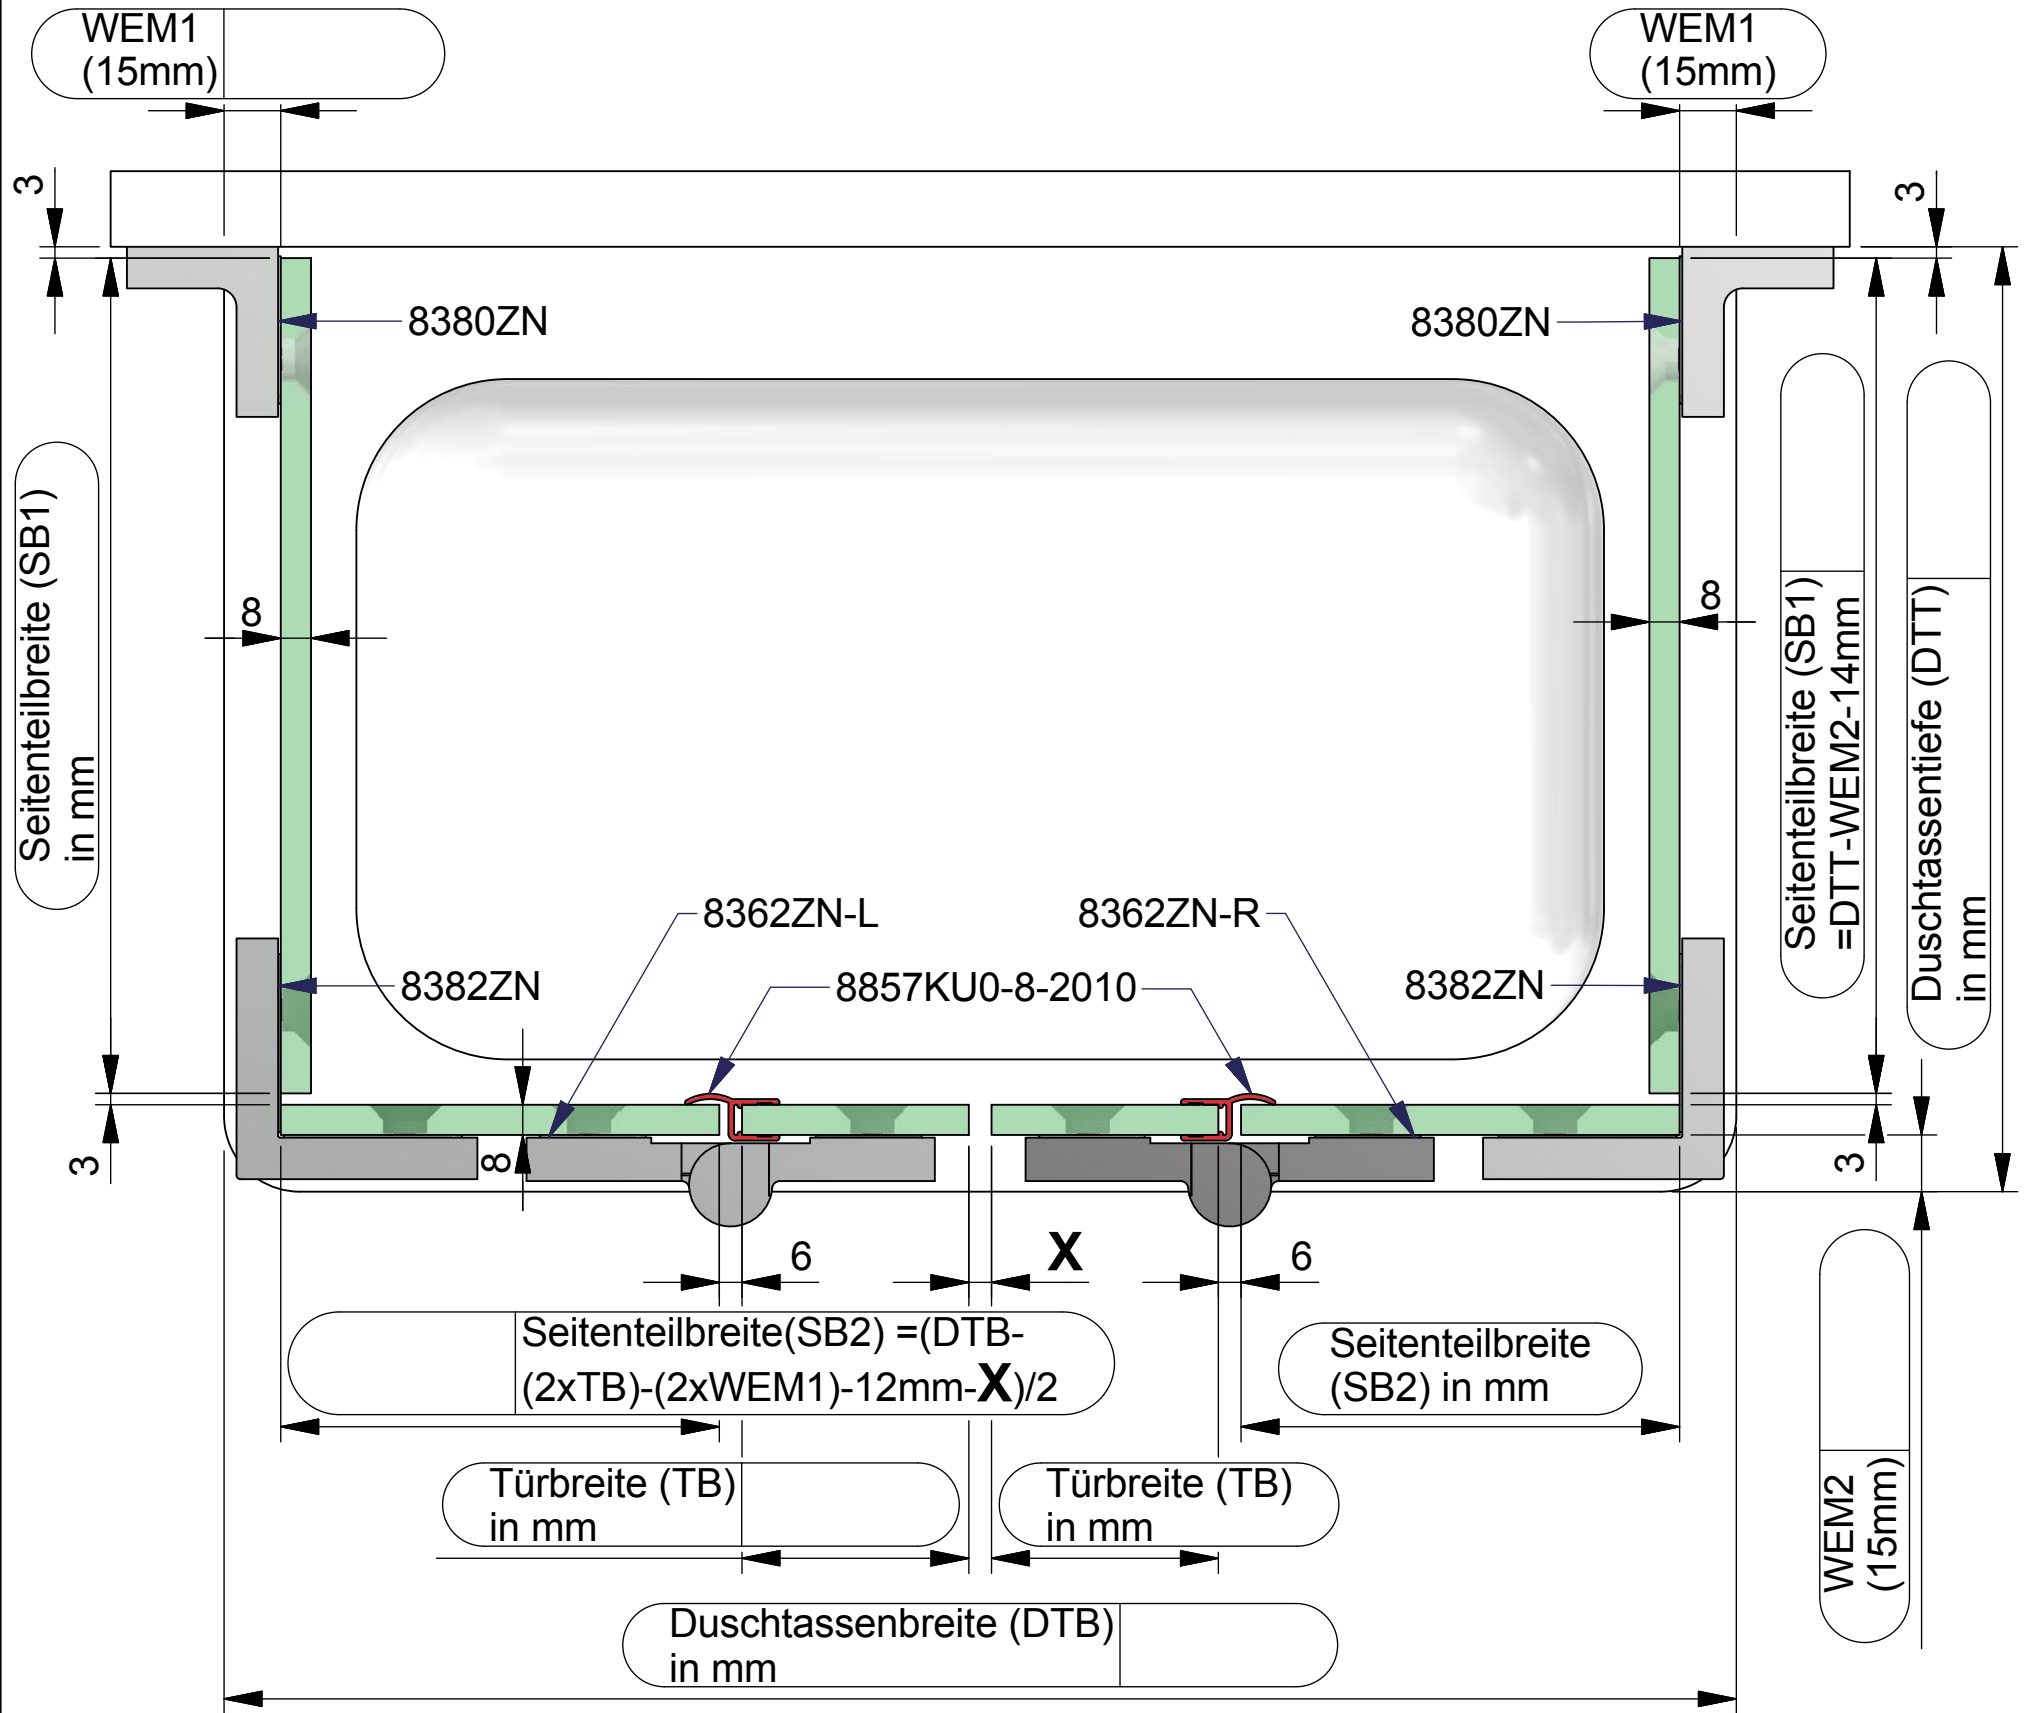 WEM1
(15mm)
WEM1
(15mm)
3
3
8380ZN
8380ZN
Seitenteilbreite (SB1)
in mm
8
8
Seitenteilbreite (SB1)
=DTT-WEM2-14mm
Duschtassentiefe (DTT)
in mm
8362ZN-L
8362ZN-R
8382ZN
8857KU0-8-2010
8382ZN
3
8
3
6
X
6
Seitenteilbreite(SB2) =(DTB-
(2xTB)-(2xWEM1)-12mm-X)/2
Seitenteilbreite
(SB2) in mm
Türbreite (TB)
in mm
Türbreite (TB)
in mm
WEM2
(15mm)
Duschtassenbreite (DTB)
in mm